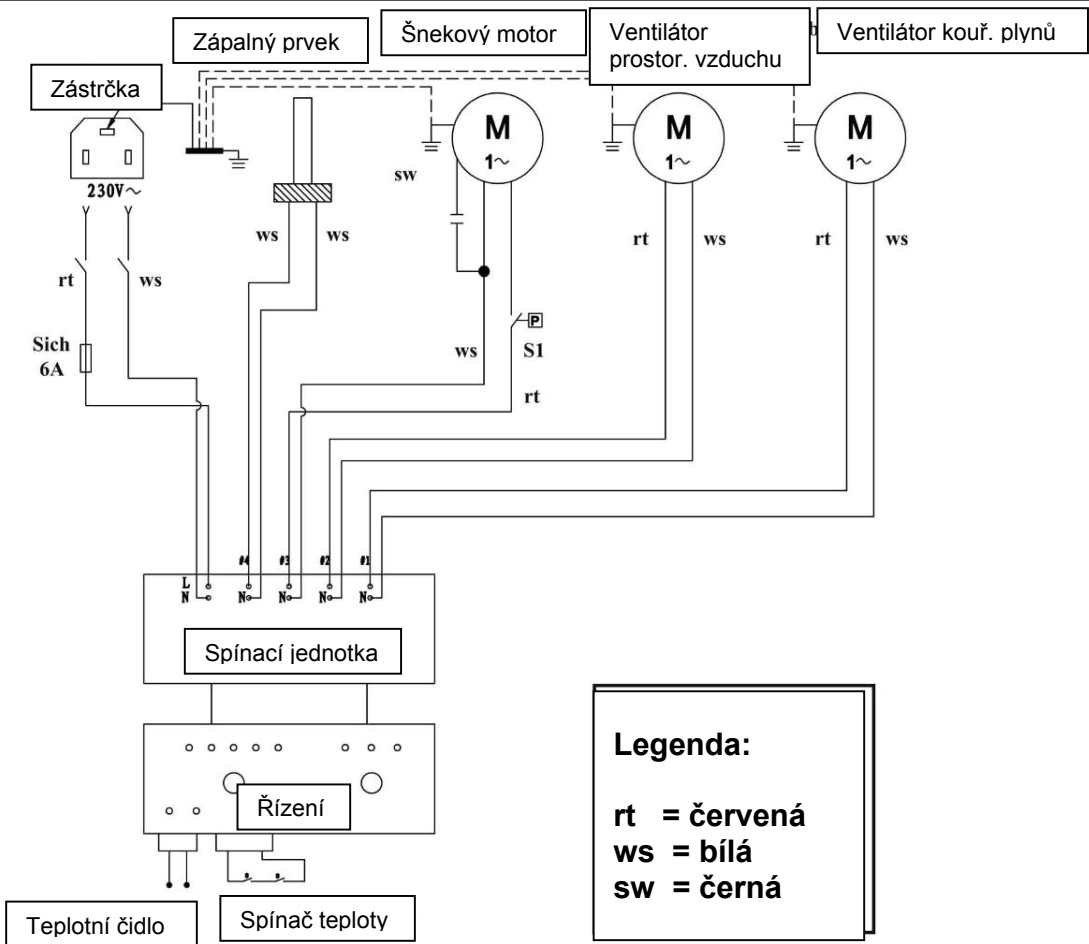 Zápalný prvek
Šnekový motor
Ventilátor
prostor. vzduchu
Ventilátor kouř. plynů
Zástrčka
230V~
M
1~
M
1~
M
1~
sw
ws
ws
rt
ws
rt
ws
rt
ws
Sich
6A
ws
P
S1
rt
#4
#3
#2
#1
L
N
N
N
N
N
Spínací jednotka
Řízení
Teplotní čidlo
Spínač teploty
Legenda:
rt = červená
ws = bílá
sw = černá